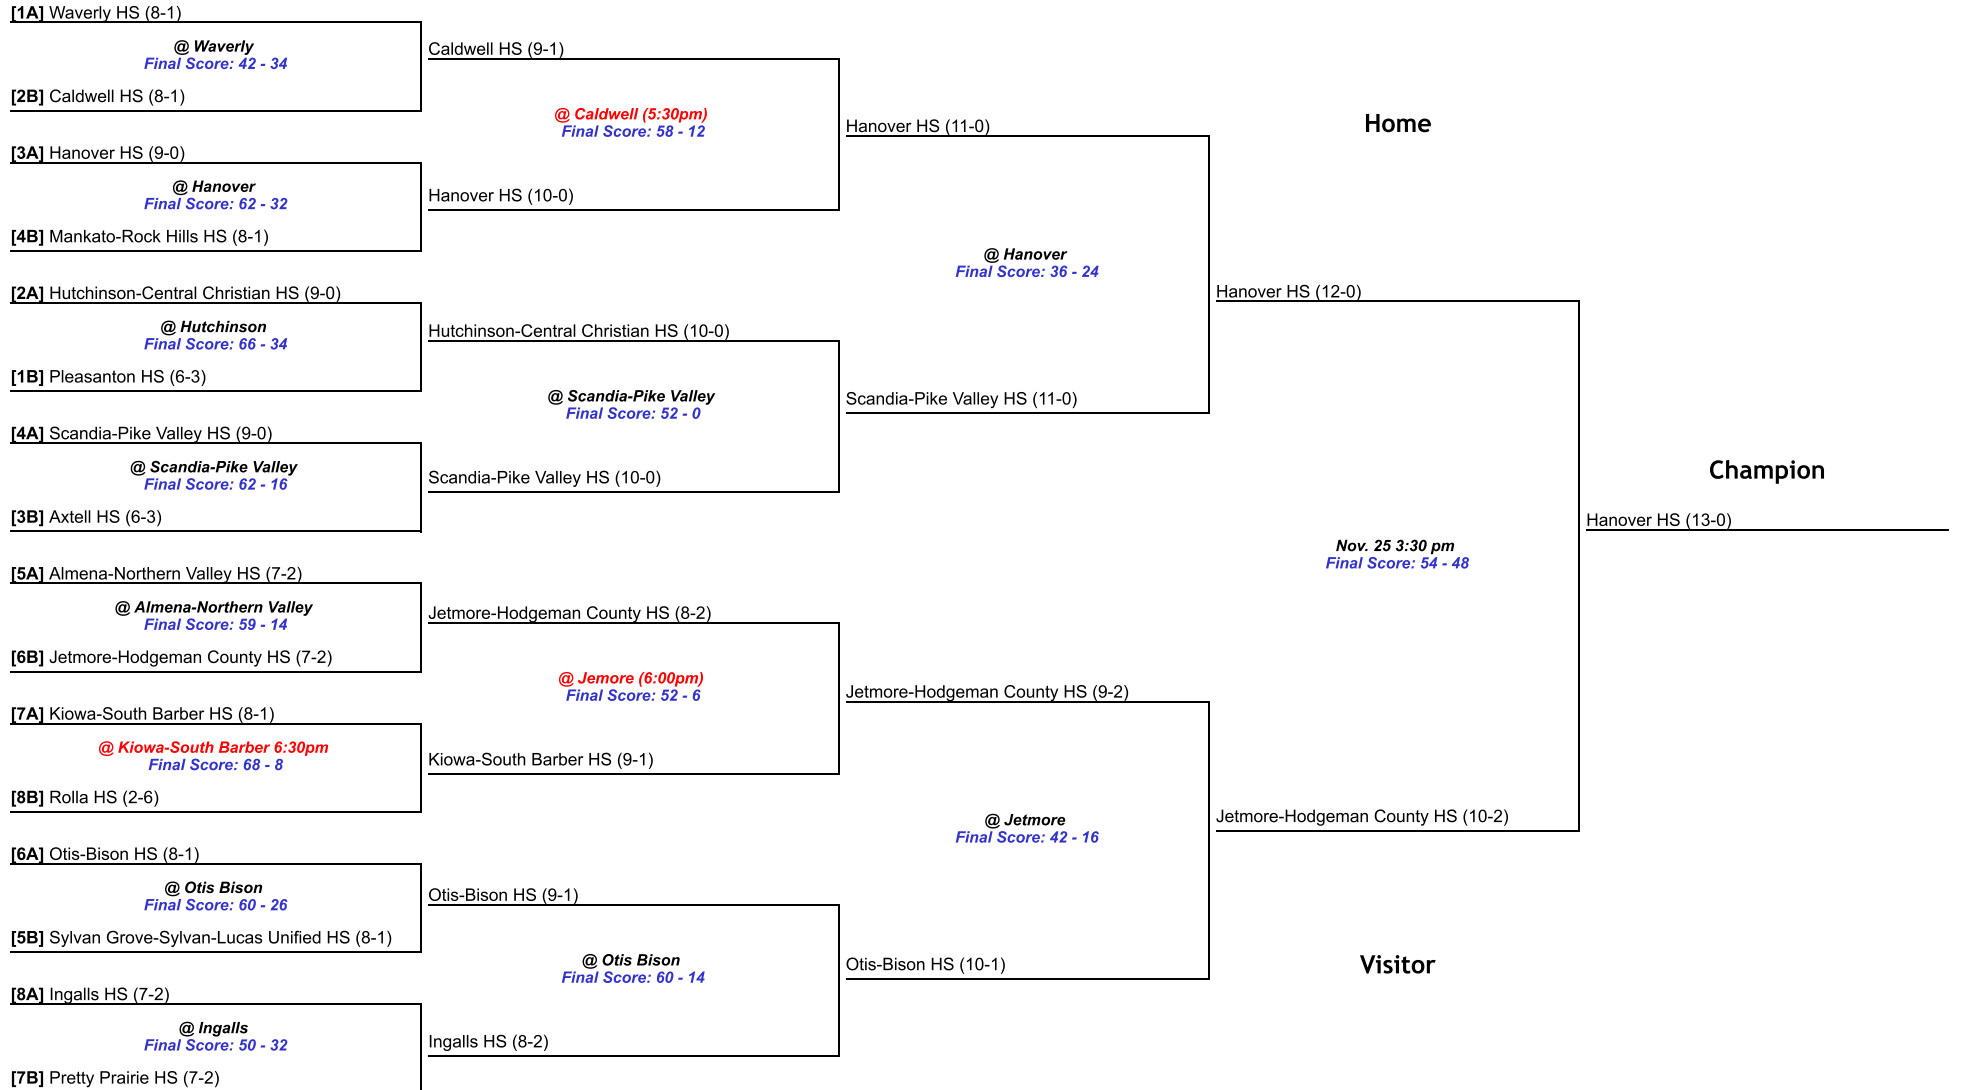 [1A] Waverly HS (8-1)
@ Waverly
Final Score: 42 - 34
[2B] Caldwell HS (8-1)
[3A] Hanover HS (9-0)
@ Hanover
Final Score: 62 - 32
[4B] Mankato-Rock Hills HS (8-1)
[2A] Hutchinson-Central Christian HS (9-0)
@ Hutchinson
Final Score: 66 - 34
[1B] Pleasanton HS (6-3)
[4A] Scandia-Pike Valley HS (9-0)
@ Scandia-Pike Valley
Final Score: 62 - 16
[3B] Axtell HS (6-3)
[5A] Almena-Northern Valley HS (7-2)
@ Almena-Northern Valley
Final Score: 59 - 14
[6B] Jetmore-Hodgeman County HS (7-2)
[7A] Kiowa-South Barber HS (8-1)
@ Kiowa-South Barber 6:30pm
Final Score: 68 - 8
[8B] Rolla HS (2-6)
[6A] Otis-Bison HS (8-1)
@ Otis Bison
Final Score: 60 - 26
[5B] Sylvan Grove-Sylvan-Lucas Unified HS (8-1)
[8A] Ingalls HS (7-2)
@ Ingalls
Final Score: 50 - 32
[7B] Pretty Prairie HS (7-2)
Caldwell HS (9-1)
@ Caldwell (5:30pm)
Final Score: 58 - 12
Hanover HS (10-0)
Hutchinson-Central Christian HS (10-0)
@ Scandia-Pike Valley
Final Score: 52 - 0
Scandia-Pike Valley HS (10-0)
Jetmore-Hodgeman County HS (8-2)
@ Jemore (6:00pm)
Final Score: 52 - 6
Kiowa-South Barber HS (9-1)
Otis-Bison HS (9-1)
@ Otis Bison
Final Score: 60 - 14
Ingalls HS (8-2)
Hanover HS (11-0)
@ Hanover
Final Score: 36 - 24
Scandia-Pike Valley HS (11-0)
Jetmore-Hodgeman County HS (9-2)
@ Jetmore
Final Score: 42 - 16
Otis-Bison HS (10-1)
Home
Hanover HS (12-0)
Nov. 25 3:30 pm
Final Score: 54 - 48
Jetmore-Hodgeman County HS (10-2)
Visitor
Champion
Hanover HS (13-0)